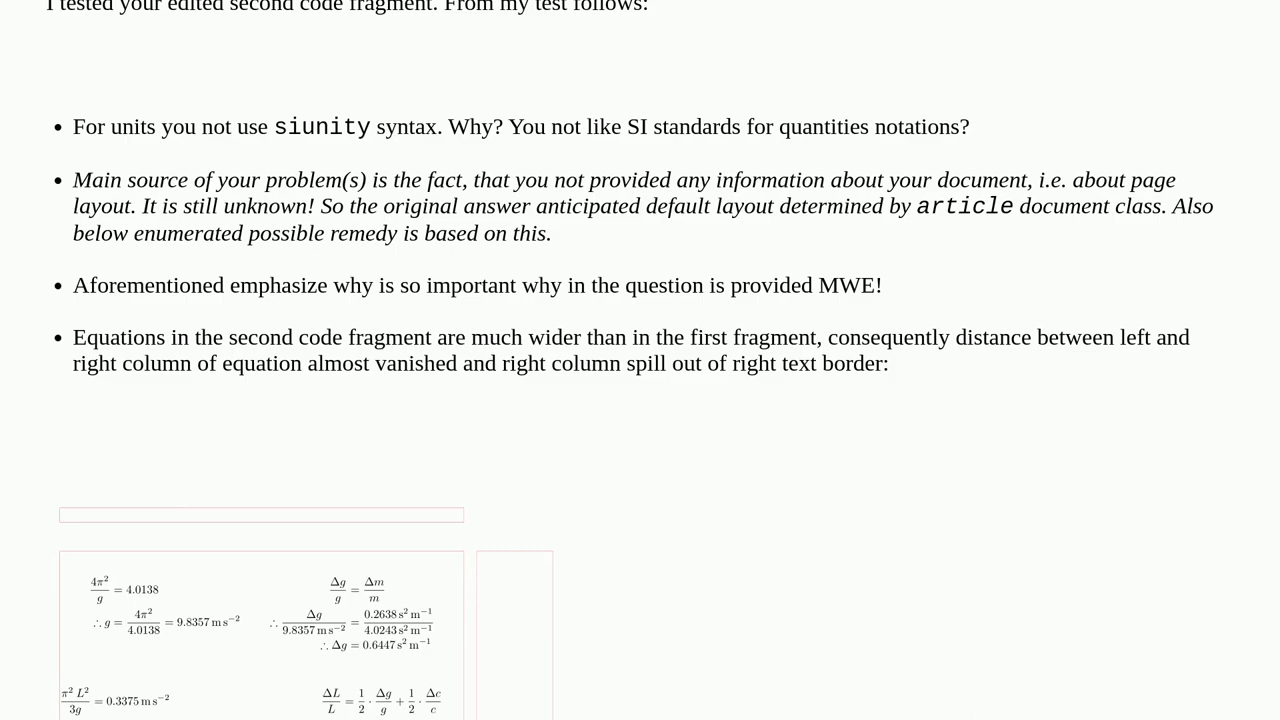 I tested your edited second code fragment. From my test follows:
• For units you not use siunity syntax. Why? You not like SI standards for quantities notations?
• Main source of your problem(s) is the fact, that you not provided any information about your document, i.e. about page
layout. It is still unknown! So the original answer anticipated default layout determined by article document class. Also
below enumerated possible remedy is based on this.
• Aforementioned emphasize why is so important why in the question is provided MWE!
• Equations in the second code fragment are much wider than in the first fragment, consequently distance between left and
right column of equation almost vanished and right column spill out of right text border:
4π²/g = 4.0138 Δg/g = Δm/m
∴ g = 4π²/4.0138 = 9.8357 m s⁻² ∴ Δg/9.8357 m s⁻² = 0.2638 s² m⁻¹/4.0243 s² m⁻¹
∴ Δg = 0.6447 s² m⁻¹
π² L²/3g = 0.3375 m s⁻² ΔL/L = 1/2 · Δg/g + 1/2 · Δc/c